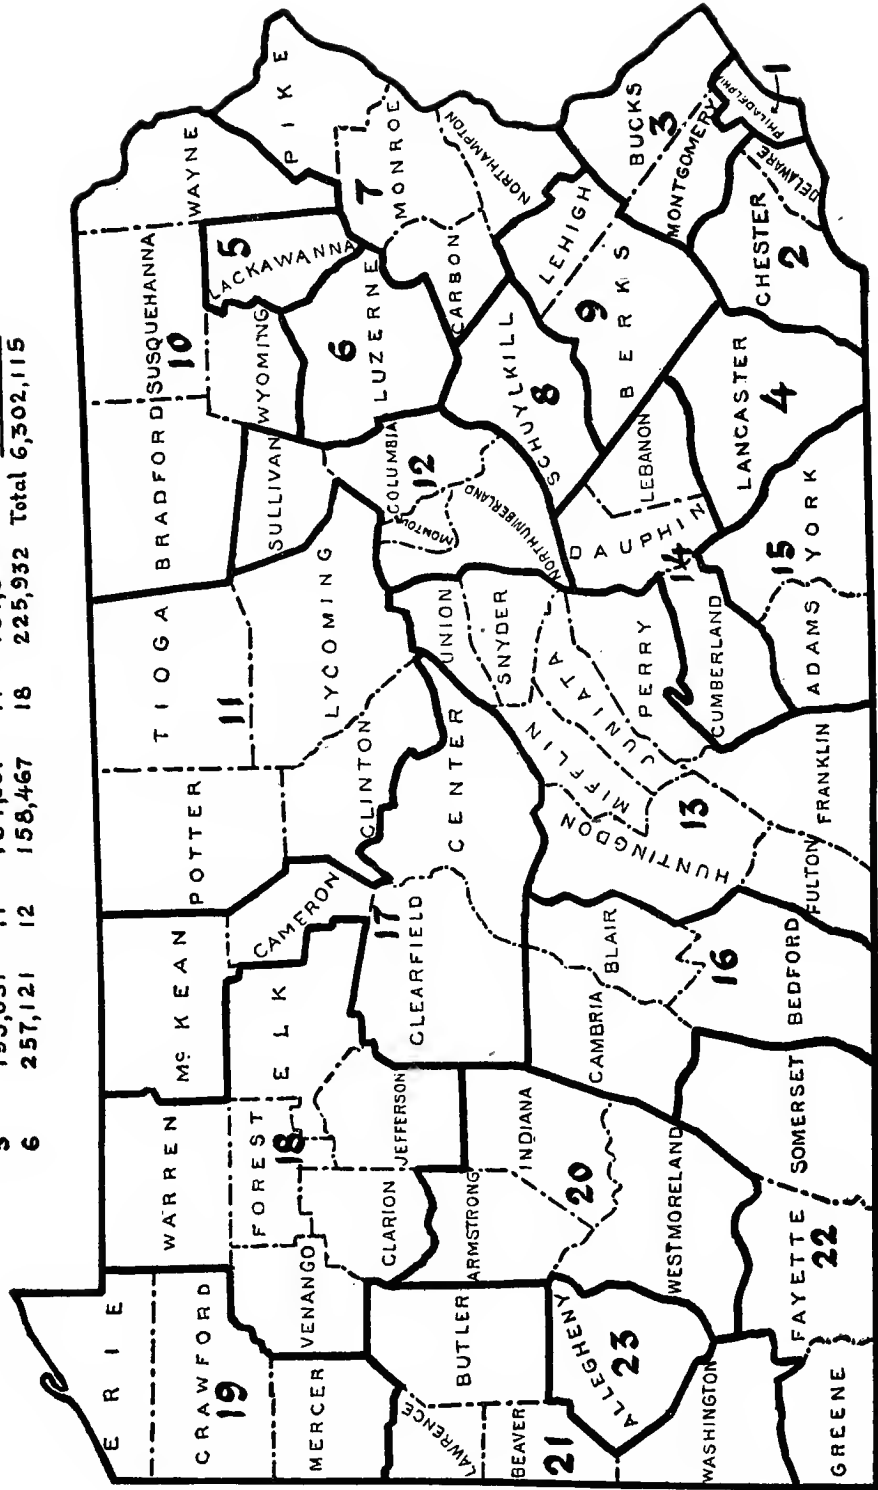 6 257,121 12 158,467 18 225,932 Total 6,302,115
ERIE
CRAWFORD
19
MERCER
VENANGO
WARREN
FOREST
18
ELK
CLARION
JEFFERSON
McKEAN
CAMERON
POTTER
TIOGA
11
LYCOMING
CLINTON
CENTER
17
CLEARFIELD
BRADFORD
SUSQUEHANNA
10
WYOMING
SULLIVAN
WAYNE
PIKE
5
LACKAWANNA
6
LUZERNE
7
MONROE
CARBON
NORTHAMPTON
COLUMBIA
12
MONTOUR
NORTHUMBERLAND
UNION
SNYDER
JUNIATA
MIFFLIN
PERRY
HUNTINGDON
13
FULTON
FRANKLIN
SCHUYLKILL
8
LEHIGH
9
BERKS
BUCKS
3
MONTGOMERY
PHILADELPHIA
1
DELAWARE
CHESTER
2
LANCASTER
4
LEBANON
DAUPHIN
14
CUMBERLAND
YORK
15
ADAMS
BLAIR
CAMBRIA
16
BEDFORD
SOMERSET
INDIANA
ARMSTRONG
20
WESTMORELAND
FAYETTE
22
GREENE
BUTLER
LAWRENCE
BEAVER
21
ALLEGHENY
23
WASHINGTON